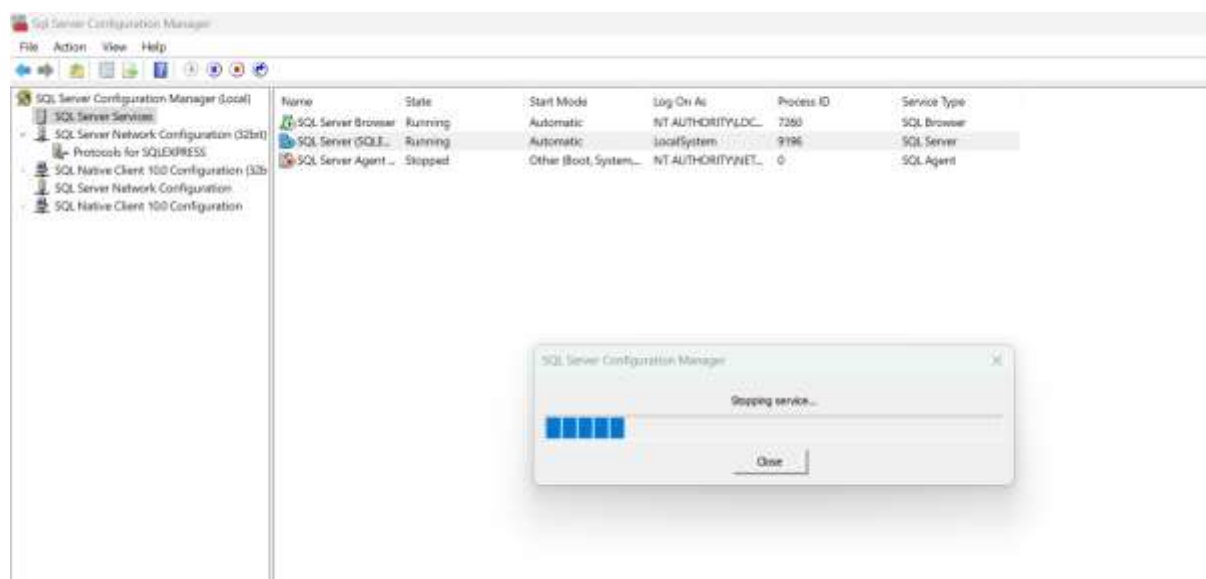 Sql Server Configuration Manager
File Action View Help
SQL Server Configuration Manager (Local)
SQL Server Services
SQL Server Network Configuration (32bit)
Protocols for SQLEXPRESS
SQL Native Client 10.0 Configuration (32b
SQL Server Network Configuration
SQL Native Client 10.0 Configuration
Name State Start Mode Log On As Process ID Service Type
SQL Server Browser Running Automatic NT AUTHORITY\LOC... 7260 SQL Browser
SQL Server (SQLE... Running Automatic LocalSystem 9196 SQL Server
SQL Server Agent ... Stopped Other (Boot, System,... NT AUTHORITY\NET... 0 SQL Agent
SQL Server Configuration Manager
Stopping service...
Close